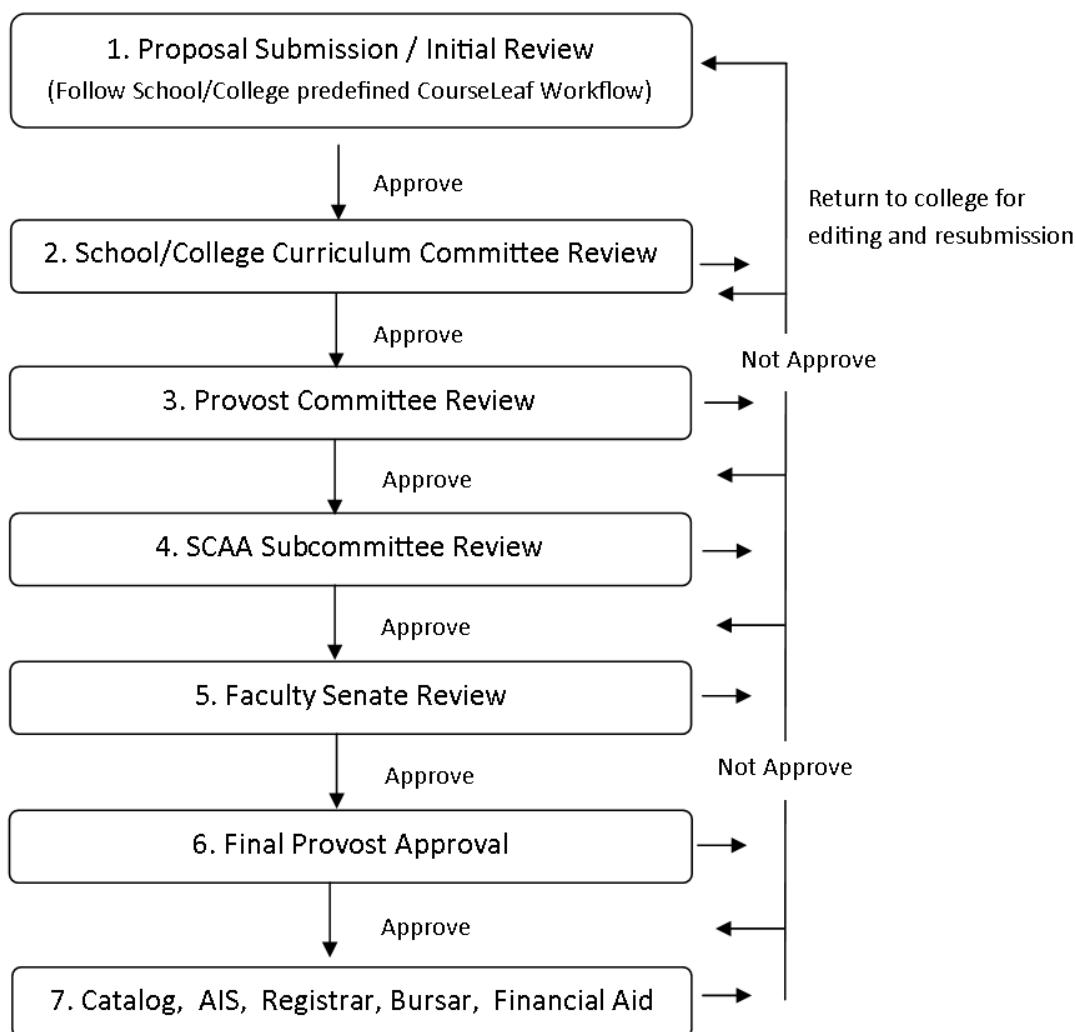 1. Proposal Submission / Initial Review
(Follow School/College predefined CourseLeaf Workflow)
Approve
Return to college for
editing and resubmission
2. School/College Curriculum Committee Review
Approve
Not Approve
3. Provost Committee Review
Approve
4. SCAA Subcommittee Review
Approve
5. Faculty Senate Review
Not Approve
Approve
6. Final Provost Approval
Approve
7. Catalog, AIS, Registrar, Bursar, Financial Aid